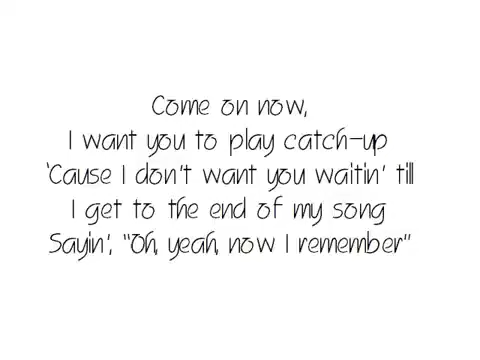 Come on now,
I want you to play catch-up
‘Cause I don't want you waitin' till
I get to the end of my song
Sayin', "Oh, yeah, now I remember"